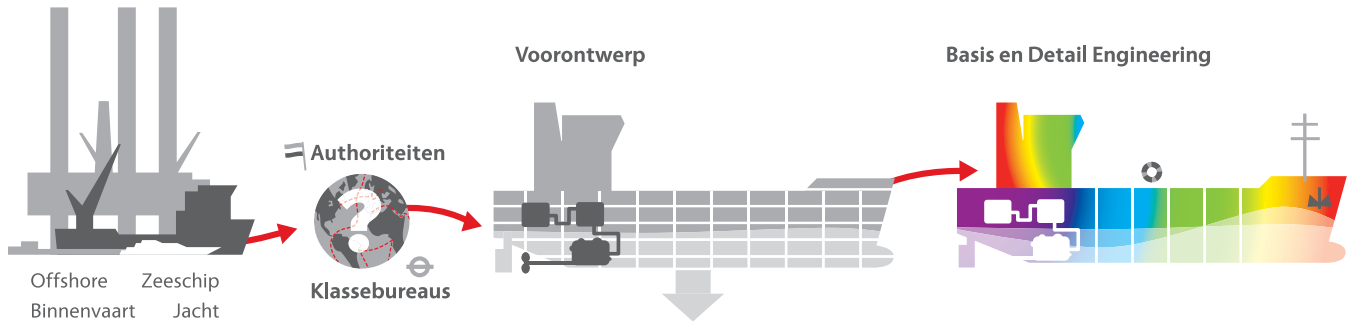 Voorontwerp
Basis en Detail Engineering
Authoriteiten
?
Klassebureaus
Offshore Zeeschip
Binnenvaart Jacht